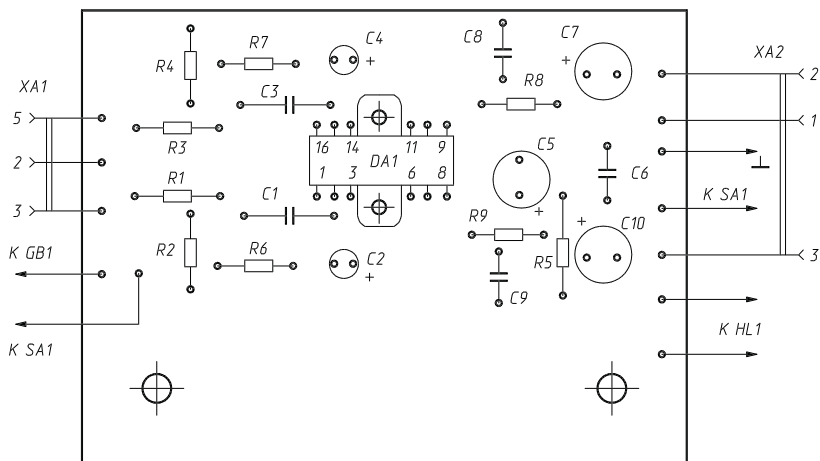 C8
C7
C4
R7
XA2
R4
+
+
2
R8
XA1
C3
5
1
R3
16
14
11
9
C5
DA1
2
1
3
6
8
C6
R1
C1
К SA1
3
+
R9
+
C10
К GB1
R2
R6
C2
R5
3
+
C9
К HL1
К SA1